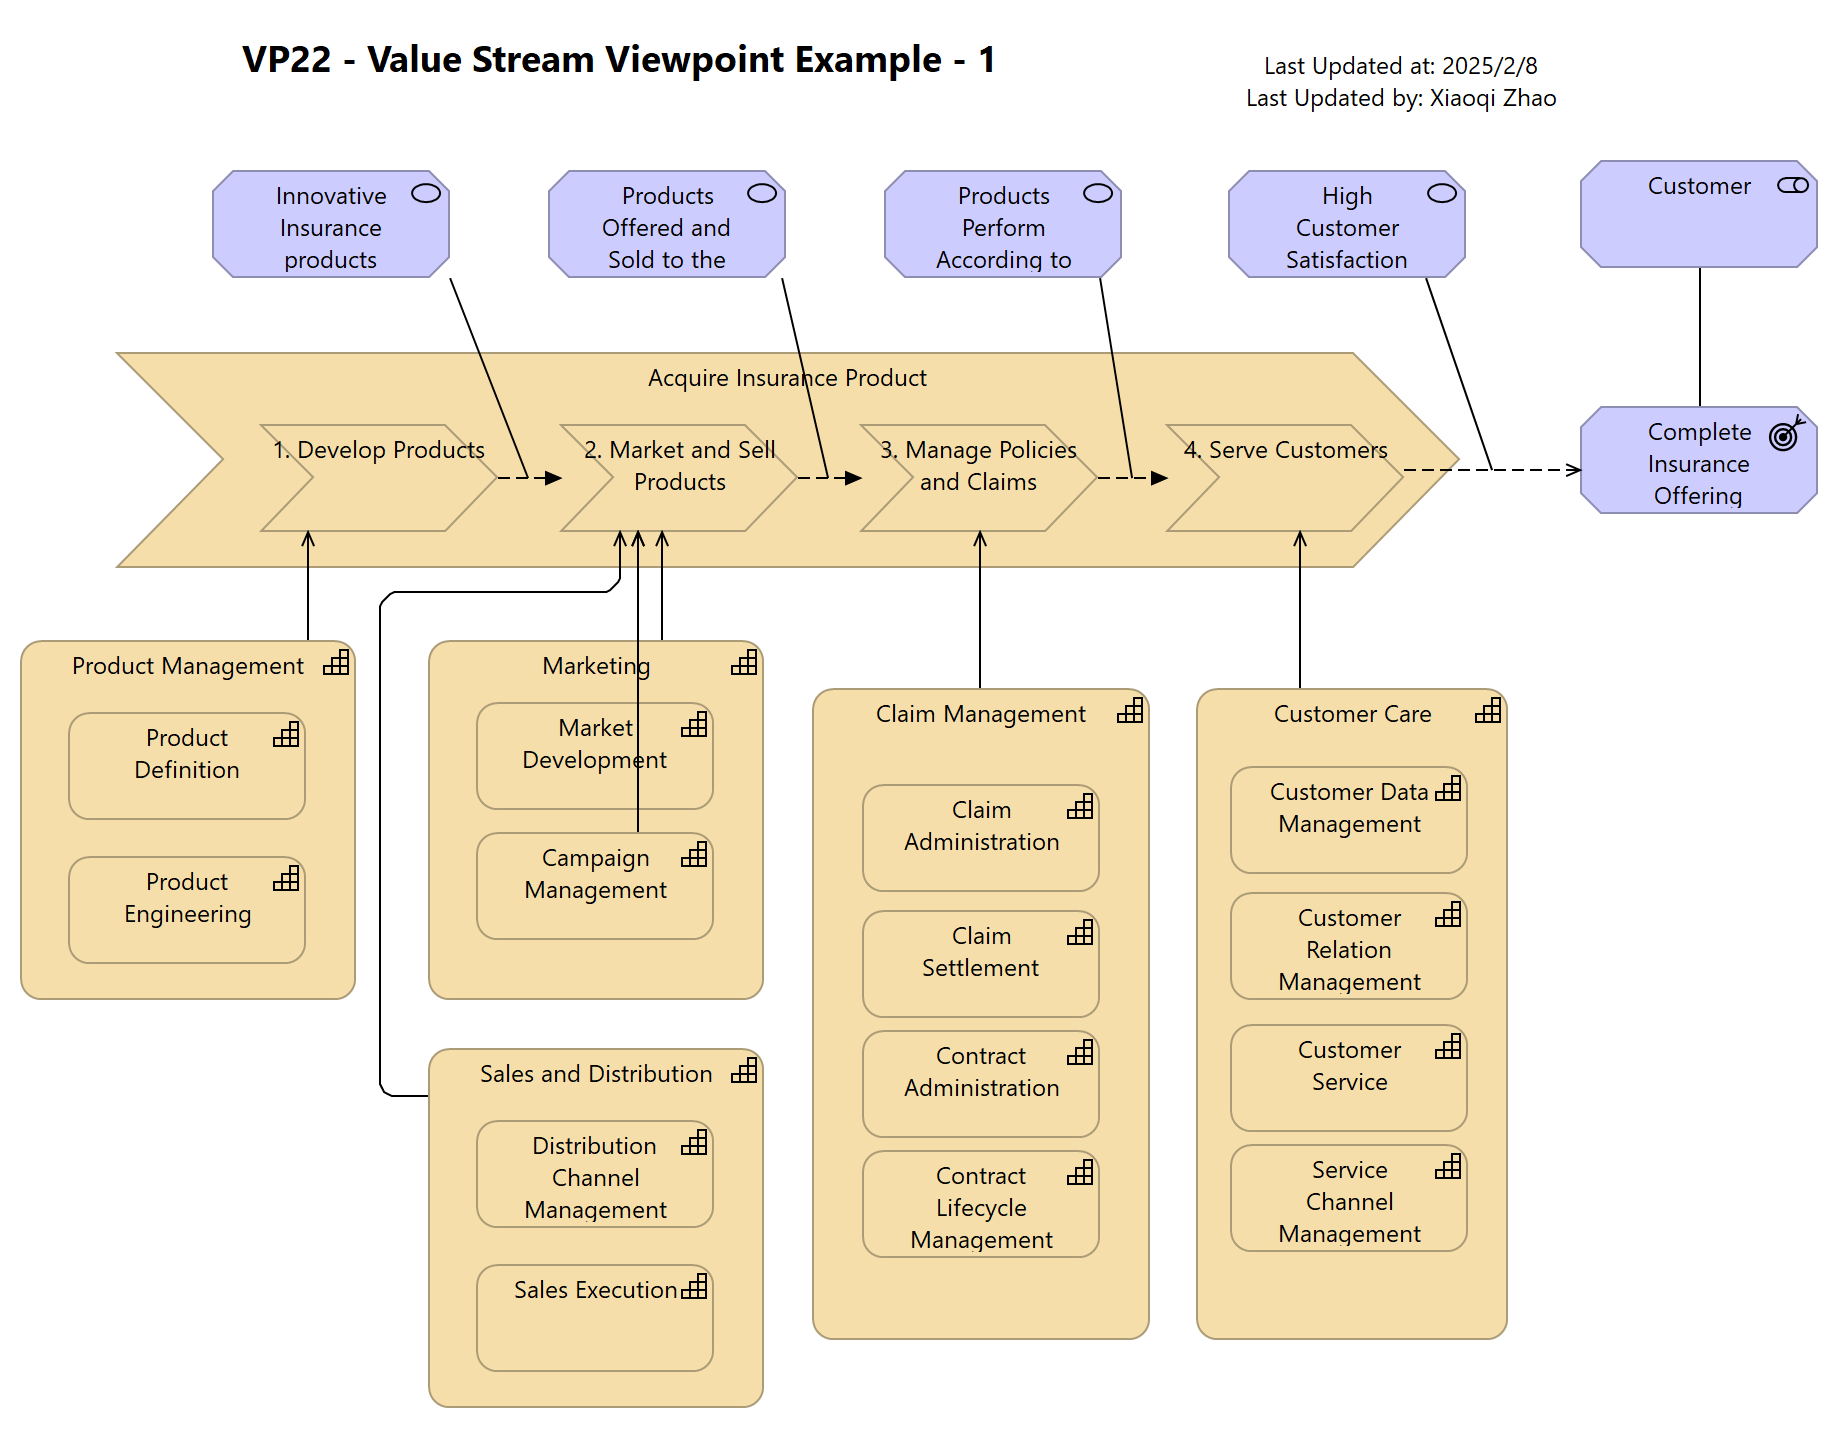 VP22 - Value Stream Viewpoint Example - 1
Last Updated at: 2025/2/8
Last Updated by: Xiaoqi Zhao
Innovative
Insurance
products
Products
Offered and
Sold to the
Products
Perform
According to
High
Customer
Satisfaction
Customer
Acquire Insurance Product
1. Develop Products
2. Market and Sell
Products
3. Manage Policies
and Claims
4. Serve Customers
Complete
Insurance
Offering
Product Management
Product
Definition
Product
Engineering
Marketing
Market
Development
Campaign
Management
Sales and Distribution
Distribution
Channel
Management
Sales Execution
Claim Management
Claim
Administration
Claim
Settlement
Contract
Administration
Contract
Lifecycle
Management
Customer Care
Customer Data
Management
Customer
Relation
Management
Customer
Service
Service
Channel
Management